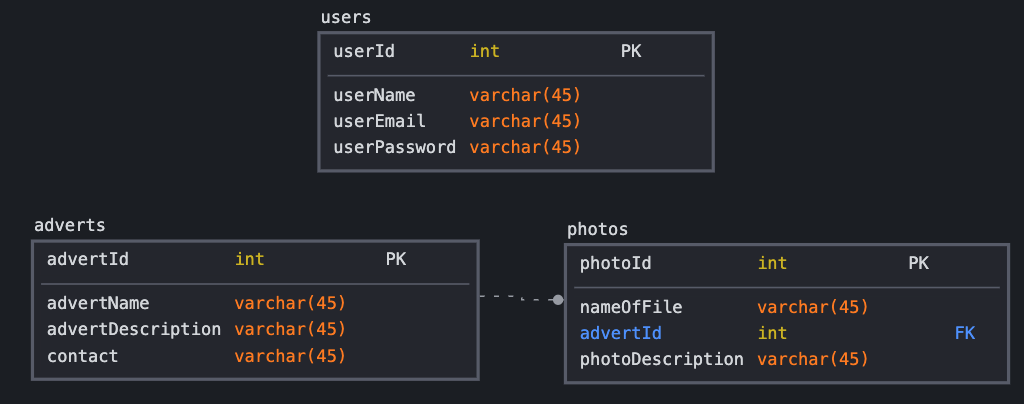 users
userId int PK
userName varchar(45)
userEmail varchar(45)
userPassword varchar(45)
adverts
advertId int PK
advertName varchar(45)
advertDescription varchar(45)
contact varchar(45)
photos
photoId int PK
nameOfFile varchar(45)
advertId int FK
photoDescription varchar(45)